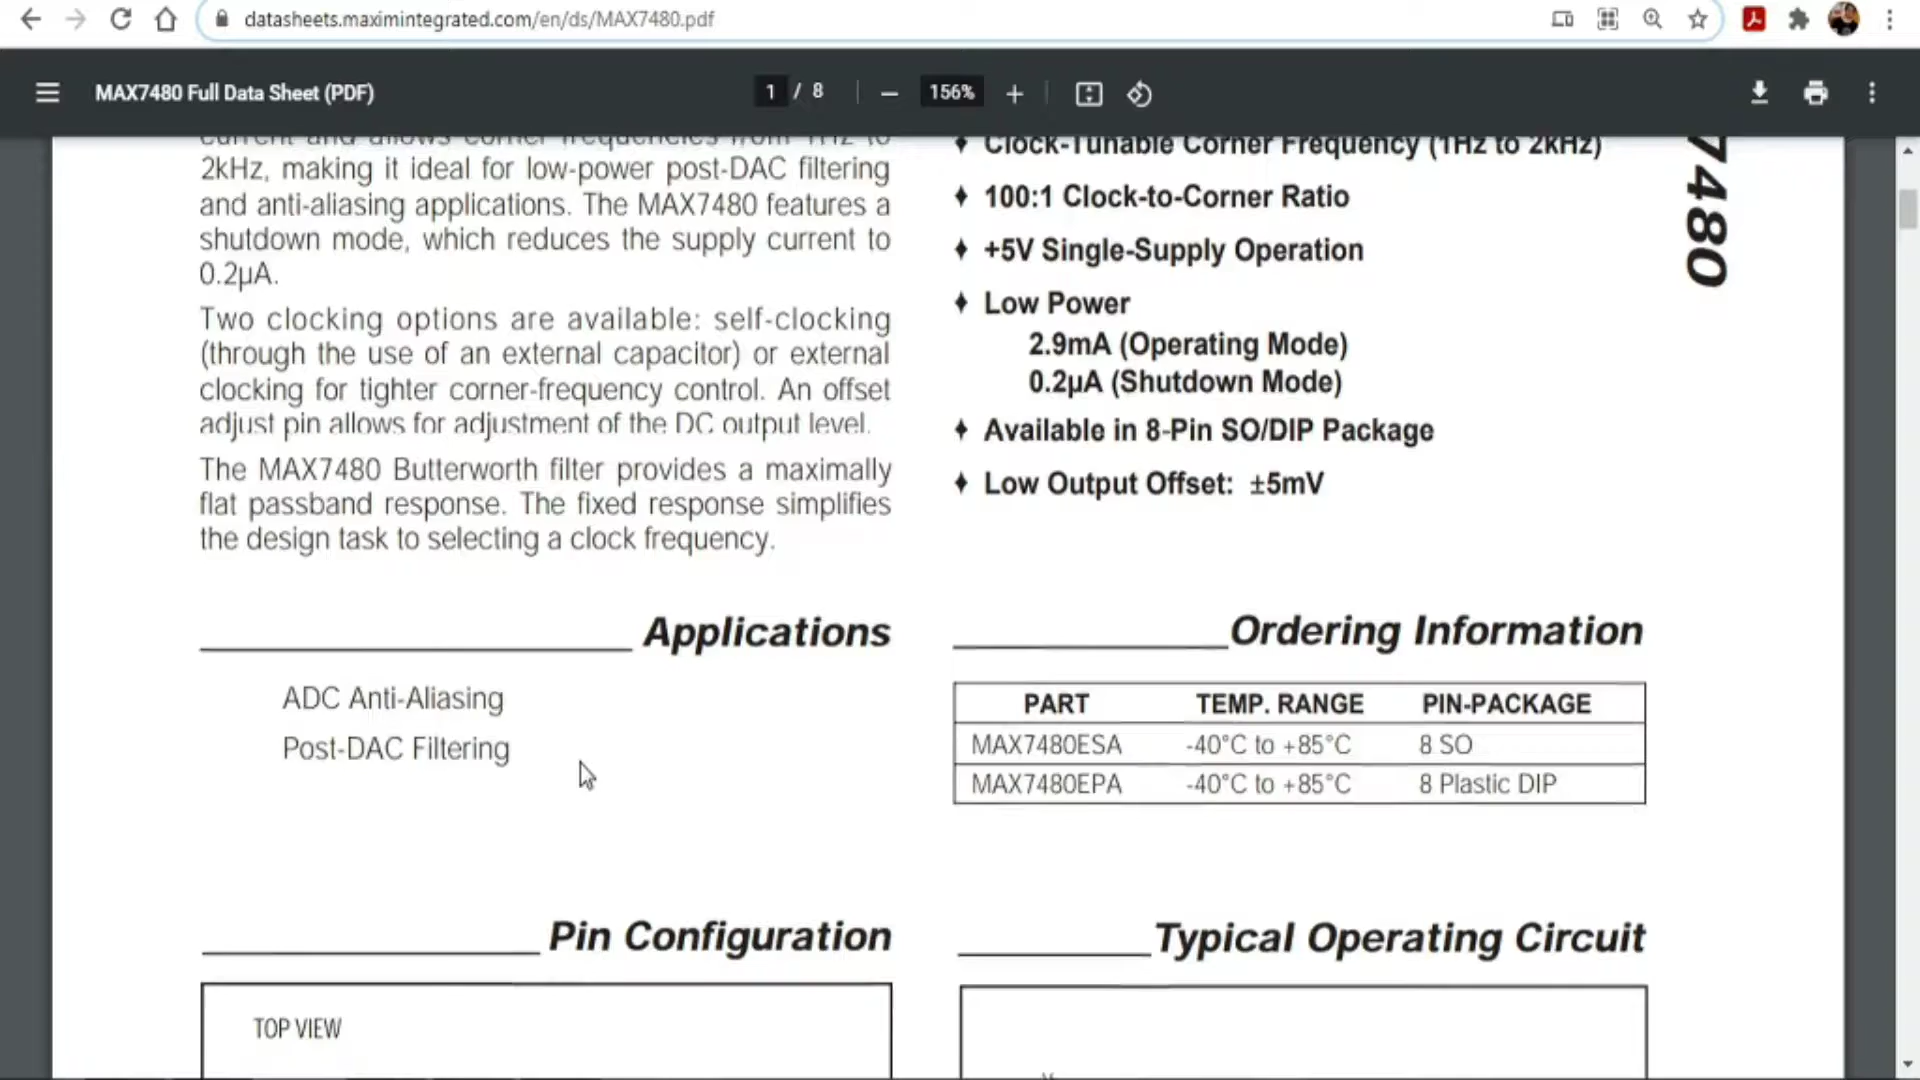 datasheets.maximintegrated.com/en/ds/MAX7480.pdf
MAX7480 Full Data Sheet (PDF)
1 / 8
156%
current and allows corner frequencies from 1Hz to
2kHz, making it ideal for low-power post-DAC filtering
and anti-aliasing applications. The MAX7480 features a
shutdown mode, which reduces the supply current to
0.2µA.
Two clocking options are available: self-clocking
(through the use of an external capacitor) or external
clocking for tighter corner-frequency control. An offset
adjust pin allows for adjustment of the DC output level.
The MAX7480 Butterworth filter provides a maximally
flat passband response. The fixed response simplifies
the design task to selecting a clock frequency.
Applications
ADC Anti-Aliasing
Post-DAC Filtering
Pin Configuration
TOP VIEW
♦ Clock-Tunable Corner Frequency (1Hz to 2kHz)
♦ 100:1 Clock-to-Corner Ratio
♦ +5V Single-Supply Operation
♦ Low Power
2.9mA (Operating Mode)
0.2µA (Shutdown Mode)
♦ Available in 8-Pin SO/DIP Package
♦ Low Output Offset: ±5mV
Ordering Information
PART TEMP. RANGE PIN-PACKAGE
MAX7480ESA -40°C to +85°C 8 SO
MAX7480EPA -40°C to +85°C 8 Plastic DIP
Typical Operating Circuit
7480